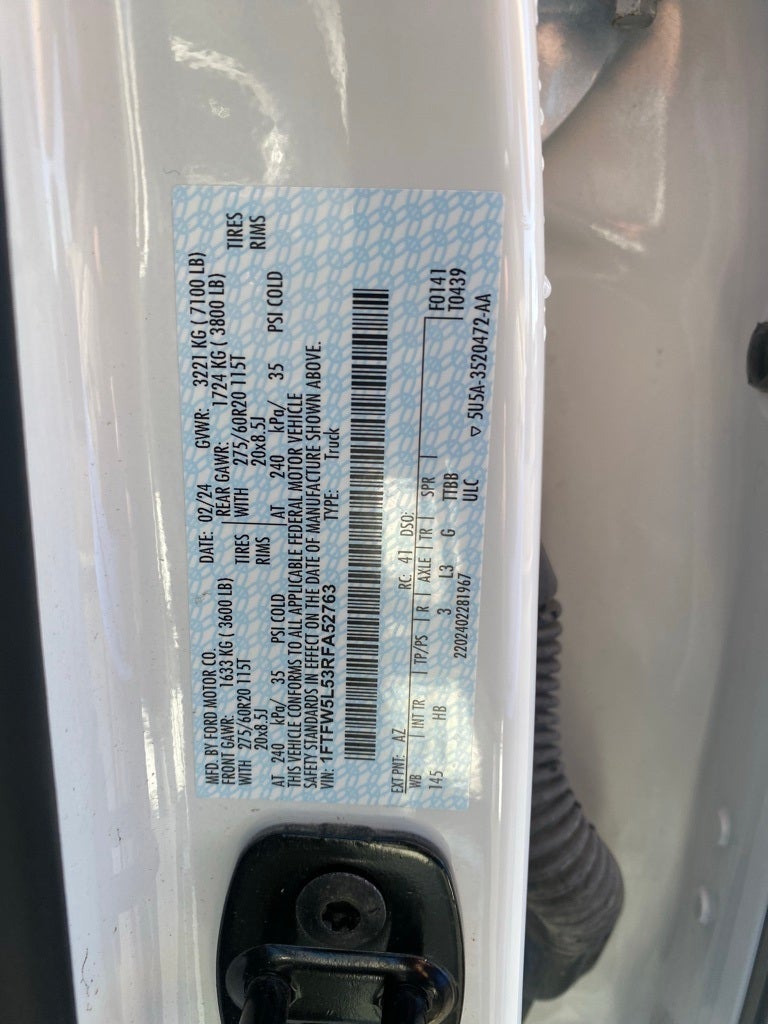 MFD. BY FORD MOTOR CO.
DATE: 02/24 GVWR: 3221 KG ( 7100 LB)
FRONT GAWR: 1633 KG ( 3600 LB) REAR GAWR: 1724 KG ( 3800 LB)
WITH 275/60R20 115T TIRES WITH 275/60R20 115T TIRES
20x8.5J RIMS 20x8.5J RIMS
AT 240 kPa/ 35 PSI COLD AT 240 kPa/ 35 PSI COLD
THIS VEHICLE CONFORMS TO ALL APPLICABLE FEDERAL MOTOR VEHICLE
SAFETY STANDARDS IN EFFECT ON THE DATE OF MANUFACTURE SHOWN ABOVE.
VIN: 1FTFW5L53RFA52763 TYPE: Truck
EXT PNT: AZ RC: 41 DSO: F0141
WB INT TR TP/PS R AXLE TR SPR T0439
145 HB 3 L3 G TTBB
2202402281967 ULC ▽ 5U5A-3520472-AA